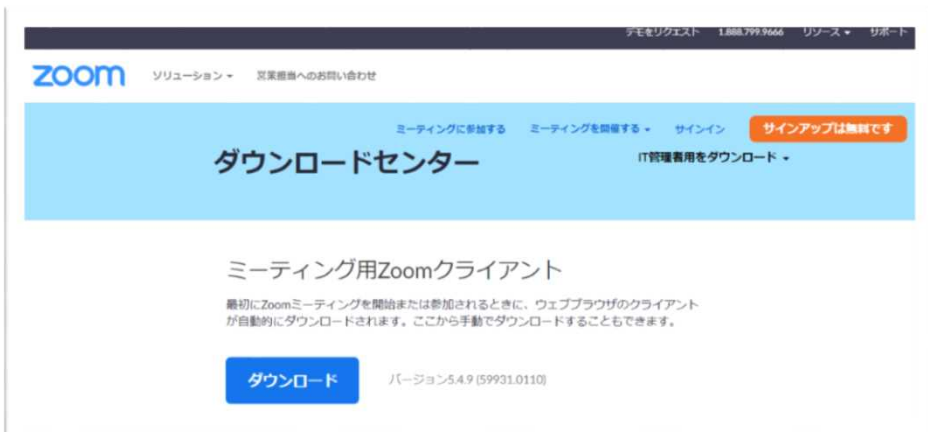 デモをリクエスト 1.888.799.9666 リソース サポート
zoom ソリューション 営業担当へのお問い合わせ
ミーティングに参加する ミーティングを開催する サインイン サインアップは無料です
ダウンロードセンター IT管理者用をダウンロード
ミーティング用Zoomクライアント
最初にZoomミーティングを開始または参加されるときに、ウェブブラウザのクライアント
が自動的にダウンロードされます。ここから手動でダウンロードすることもできます。
ダウンロード バージョン5.4.9 (59931.0110)